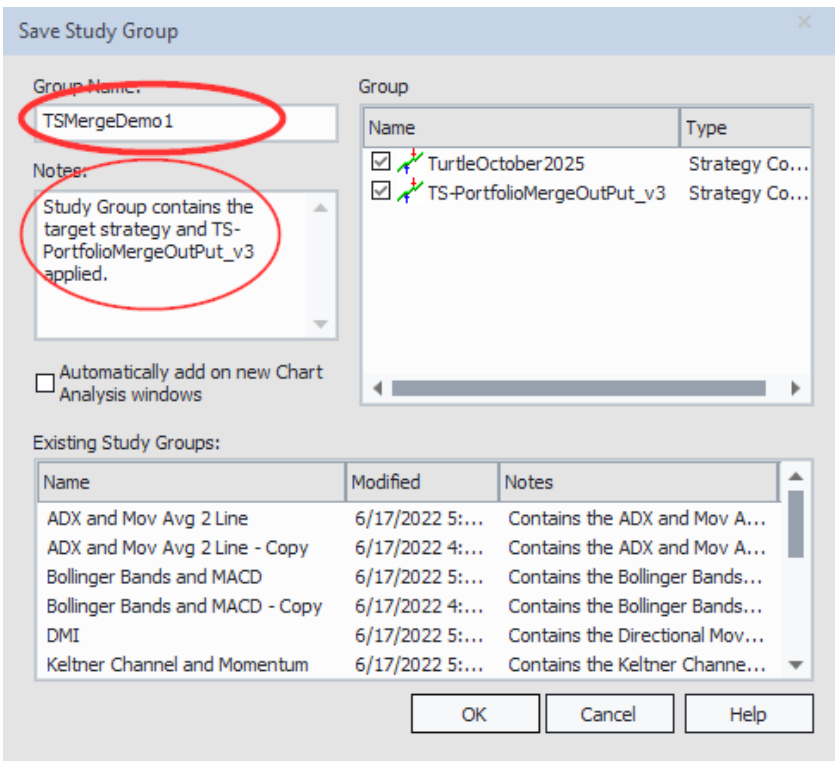 Save Study Group
Group Name:
TSMergeDemo1
Notes:
Study Group contains the
target strategy and TS-
PortfolioMergeOutPut_v3
applied.
Automatically add on new Chart
Analysis windows
Group
Name Type
TurtleOctober2025 Strategy Co...
TS-PortfolioMergeOutPut_v3 Strategy Co...
Existing Study Groups:
Name Modified Notes
ADX and Mov Avg 2 Line 6/17/2022 5:... Contains the ADX and Mov A...
ADX and Mov Avg 2 Line - Copy 6/17/2022 4:... Contains the ADX and Mov A...
Bollinger Bands and MACD 6/17/2022 5:... Contains the Bollinger Bands...
Bollinger Bands and MACD - Copy 6/17/2022 4:... Contains the Bollinger Bands...
DMI 6/17/2022 5:... Contains the Directional Mov...
Keltner Channel and Momentum 6/17/2022 5:... Contains the Keltner Channe...
OK Cancel Help